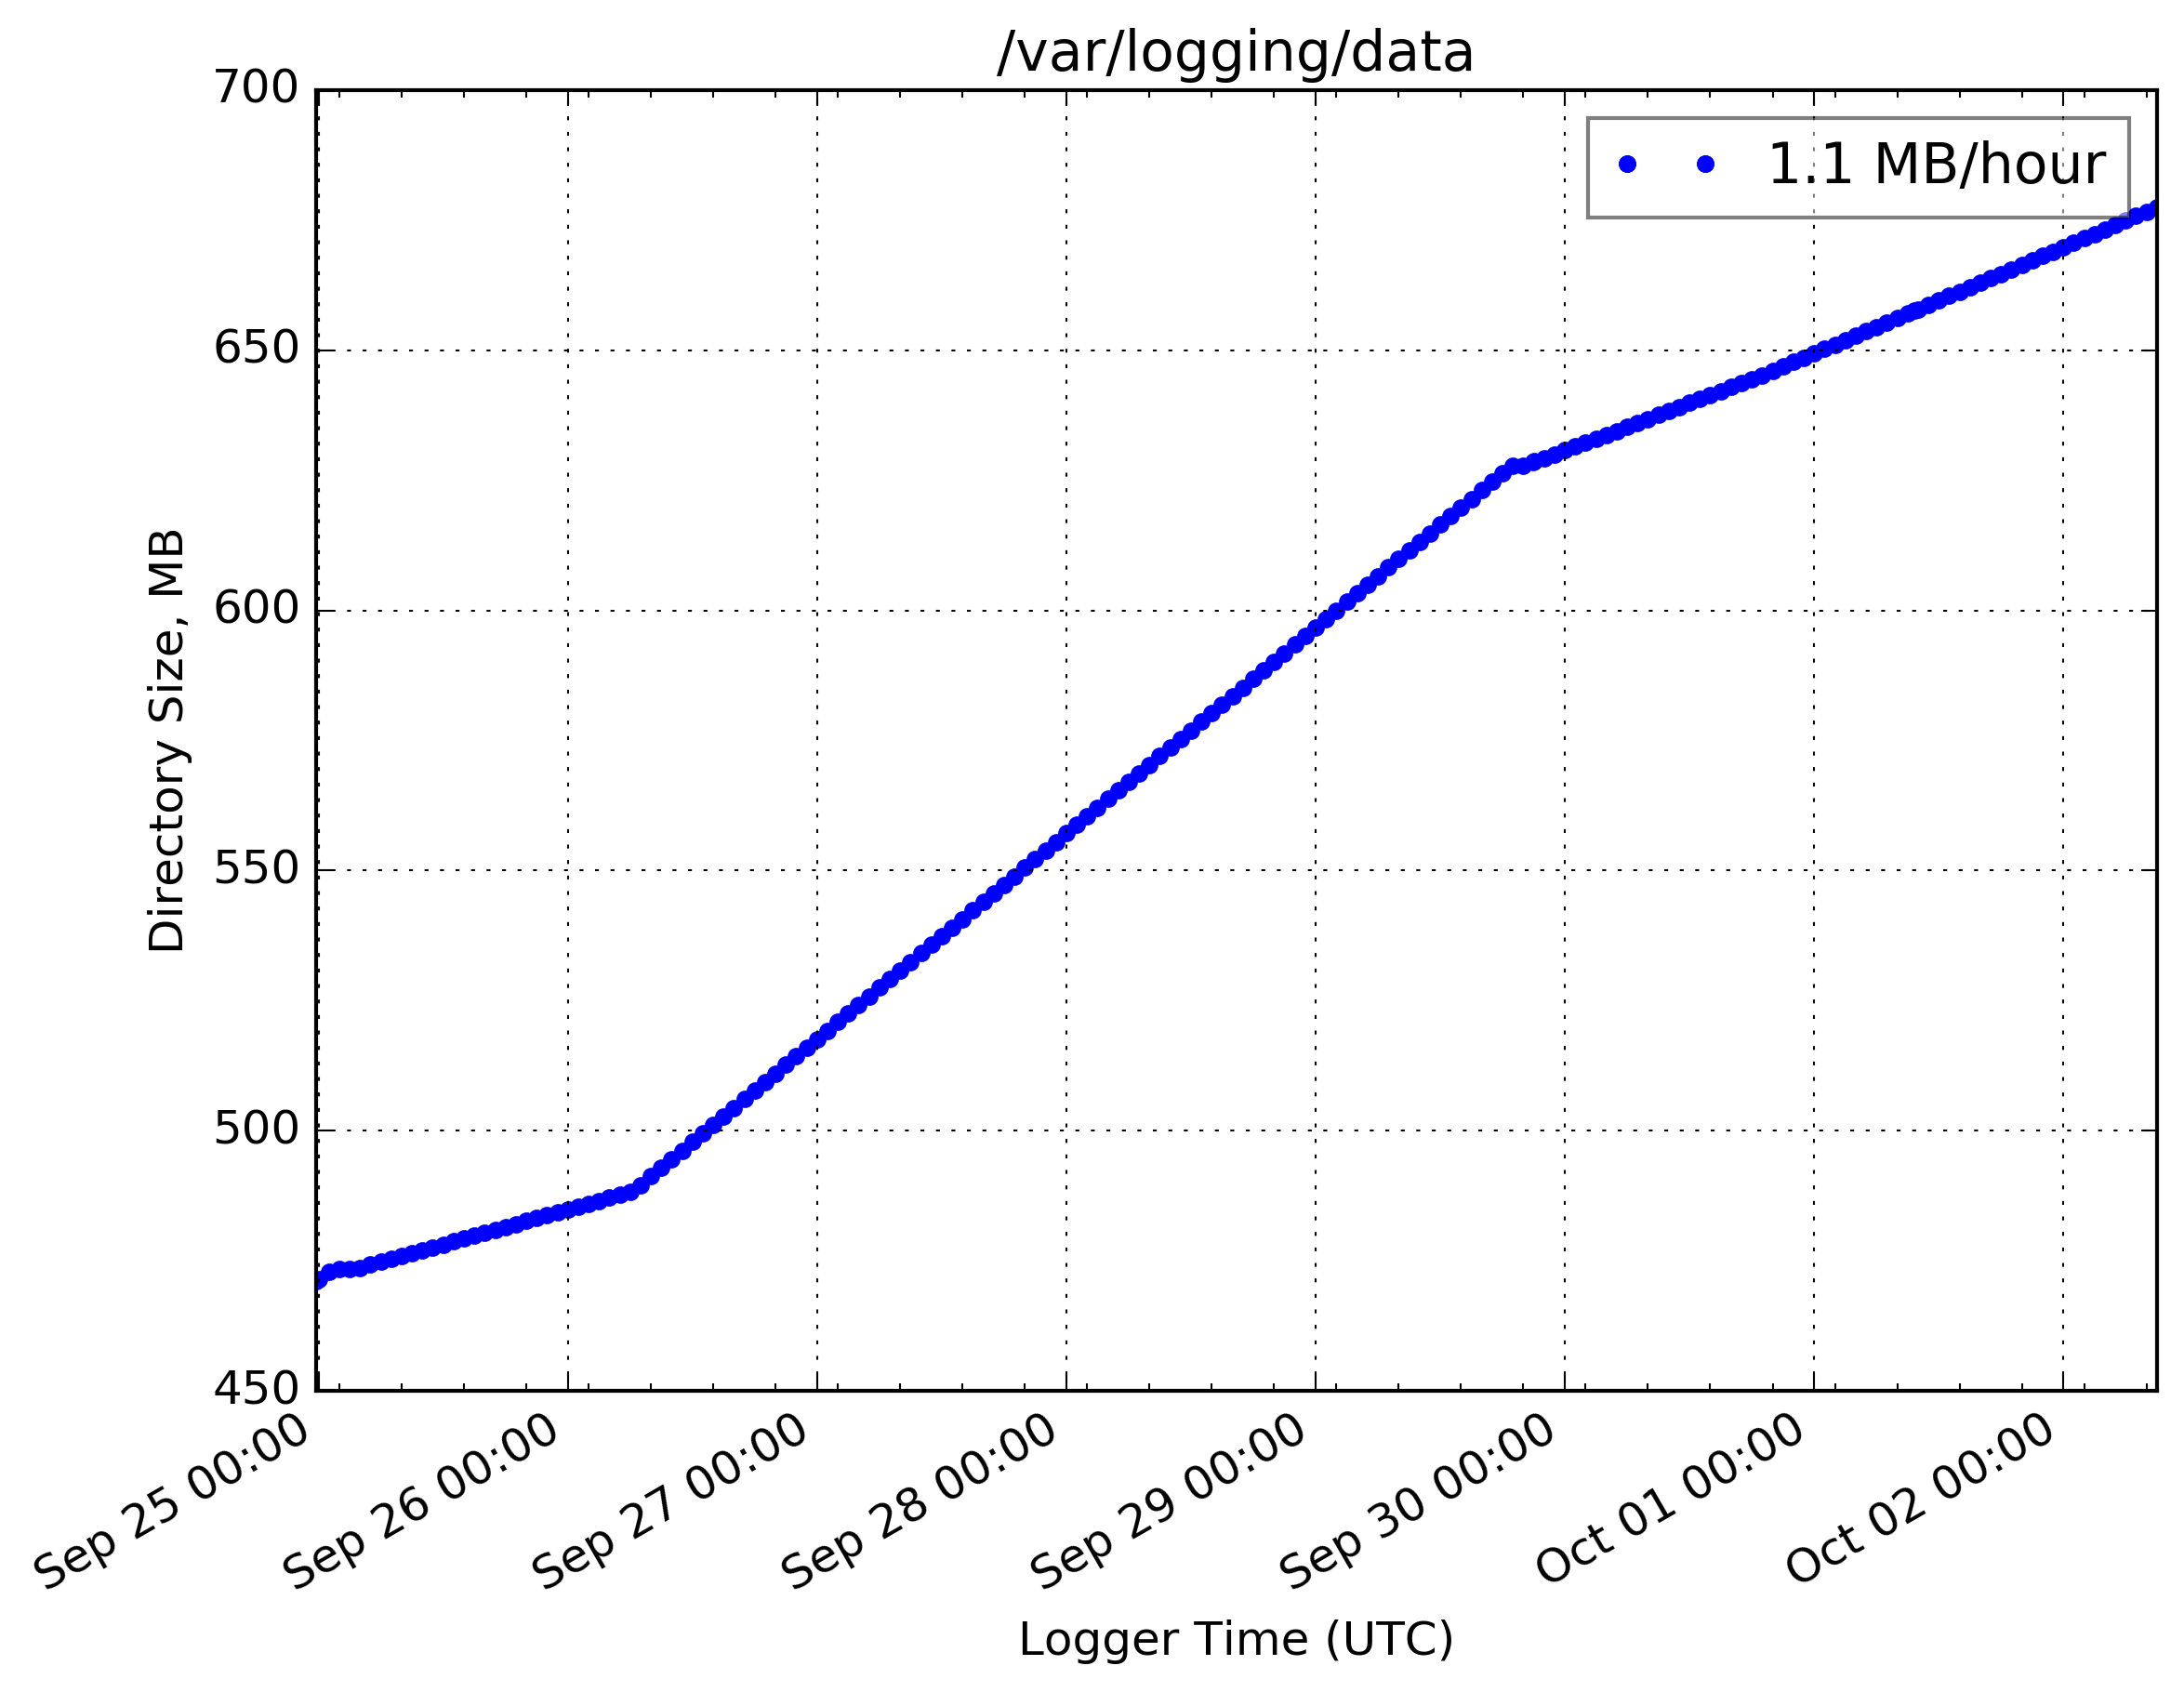 /var/logging/data
1.1 MB/hour
Directory Size, MB
700
650
600
550
500
450
Sep 25 00:00
Sep 26 00:00
Sep 27 00:00
Sep 28 00:00
Sep 29 00:00
Sep 30 00:00
Oct 01 00:00
Oct 02 00:00
Logger Time (UTC)